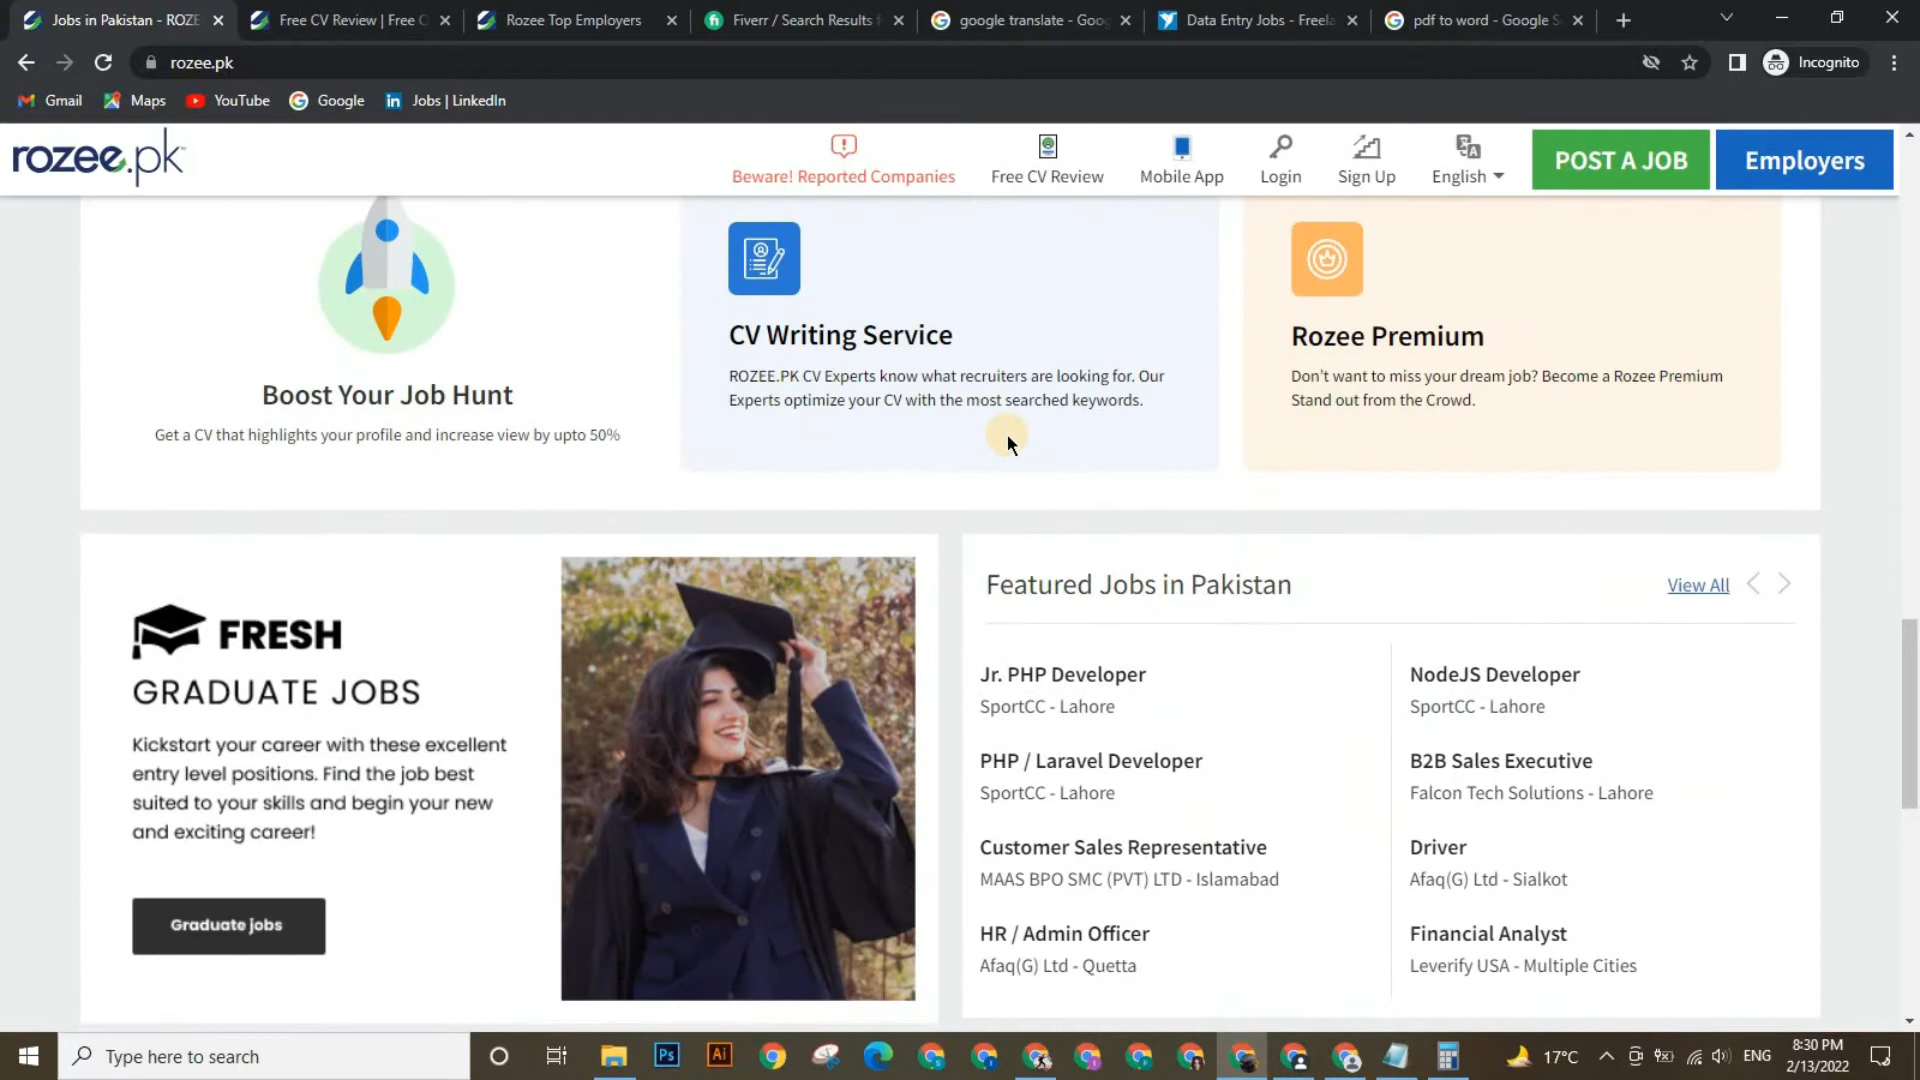 Jobs in Pakistan - ROZE
Free CV Review | Free C
Rozee Top Employers
Fiverr / Search Results f
google translate - Goog
Data Entry Jobs - Freela
pdf to word - Google S
rozee.pk
Incognito
Gmail
Maps
YouTube
Google
Jobs | LinkedIn
rozee.pk
Beware! Reported Companies
Free CV Review
Mobile App
Login
Sign Up
English
POST A JOB
Employers
Boost Your Job Hunt
Get a CV that highlights your profile and increase view by upto 50%
CV Writing Service
ROZEE.PK CV Experts know what recruiters are looking for. Our
Experts optimize your CV with the most searched keywords.
Rozee Premium
Don't want to miss your dream job? Become a Rozee Premium
Stand out from the Crowd.
FRESH
GRADUATE JOBS
Kickstart your career with these excellent
entry level positions. Find the job best
suited to your skills and begin your new
and exciting career!
Graduate jobs
Featured Jobs in Pakistan
View All
Jr. PHP Developer
SportCC - Lahore
PHP / Laravel Developer
SportCC - Lahore
Customer Sales Representative
MAAS BPO SMC (PVT) LTD - Islamabad
HR / Admin Officer
Afaq(G) Ltd - Quetta
NodeJS Developer
SportCC - Lahore
B2B Sales Executive
Falcon Tech Solutions - Lahore
Driver
Afaq(G) Ltd - Sialkot
Financial Analyst
Leverify USA - Multiple Cities
Type here to search
Ps
Ai
17°C
ENG
8:30 PM
2/13/2022